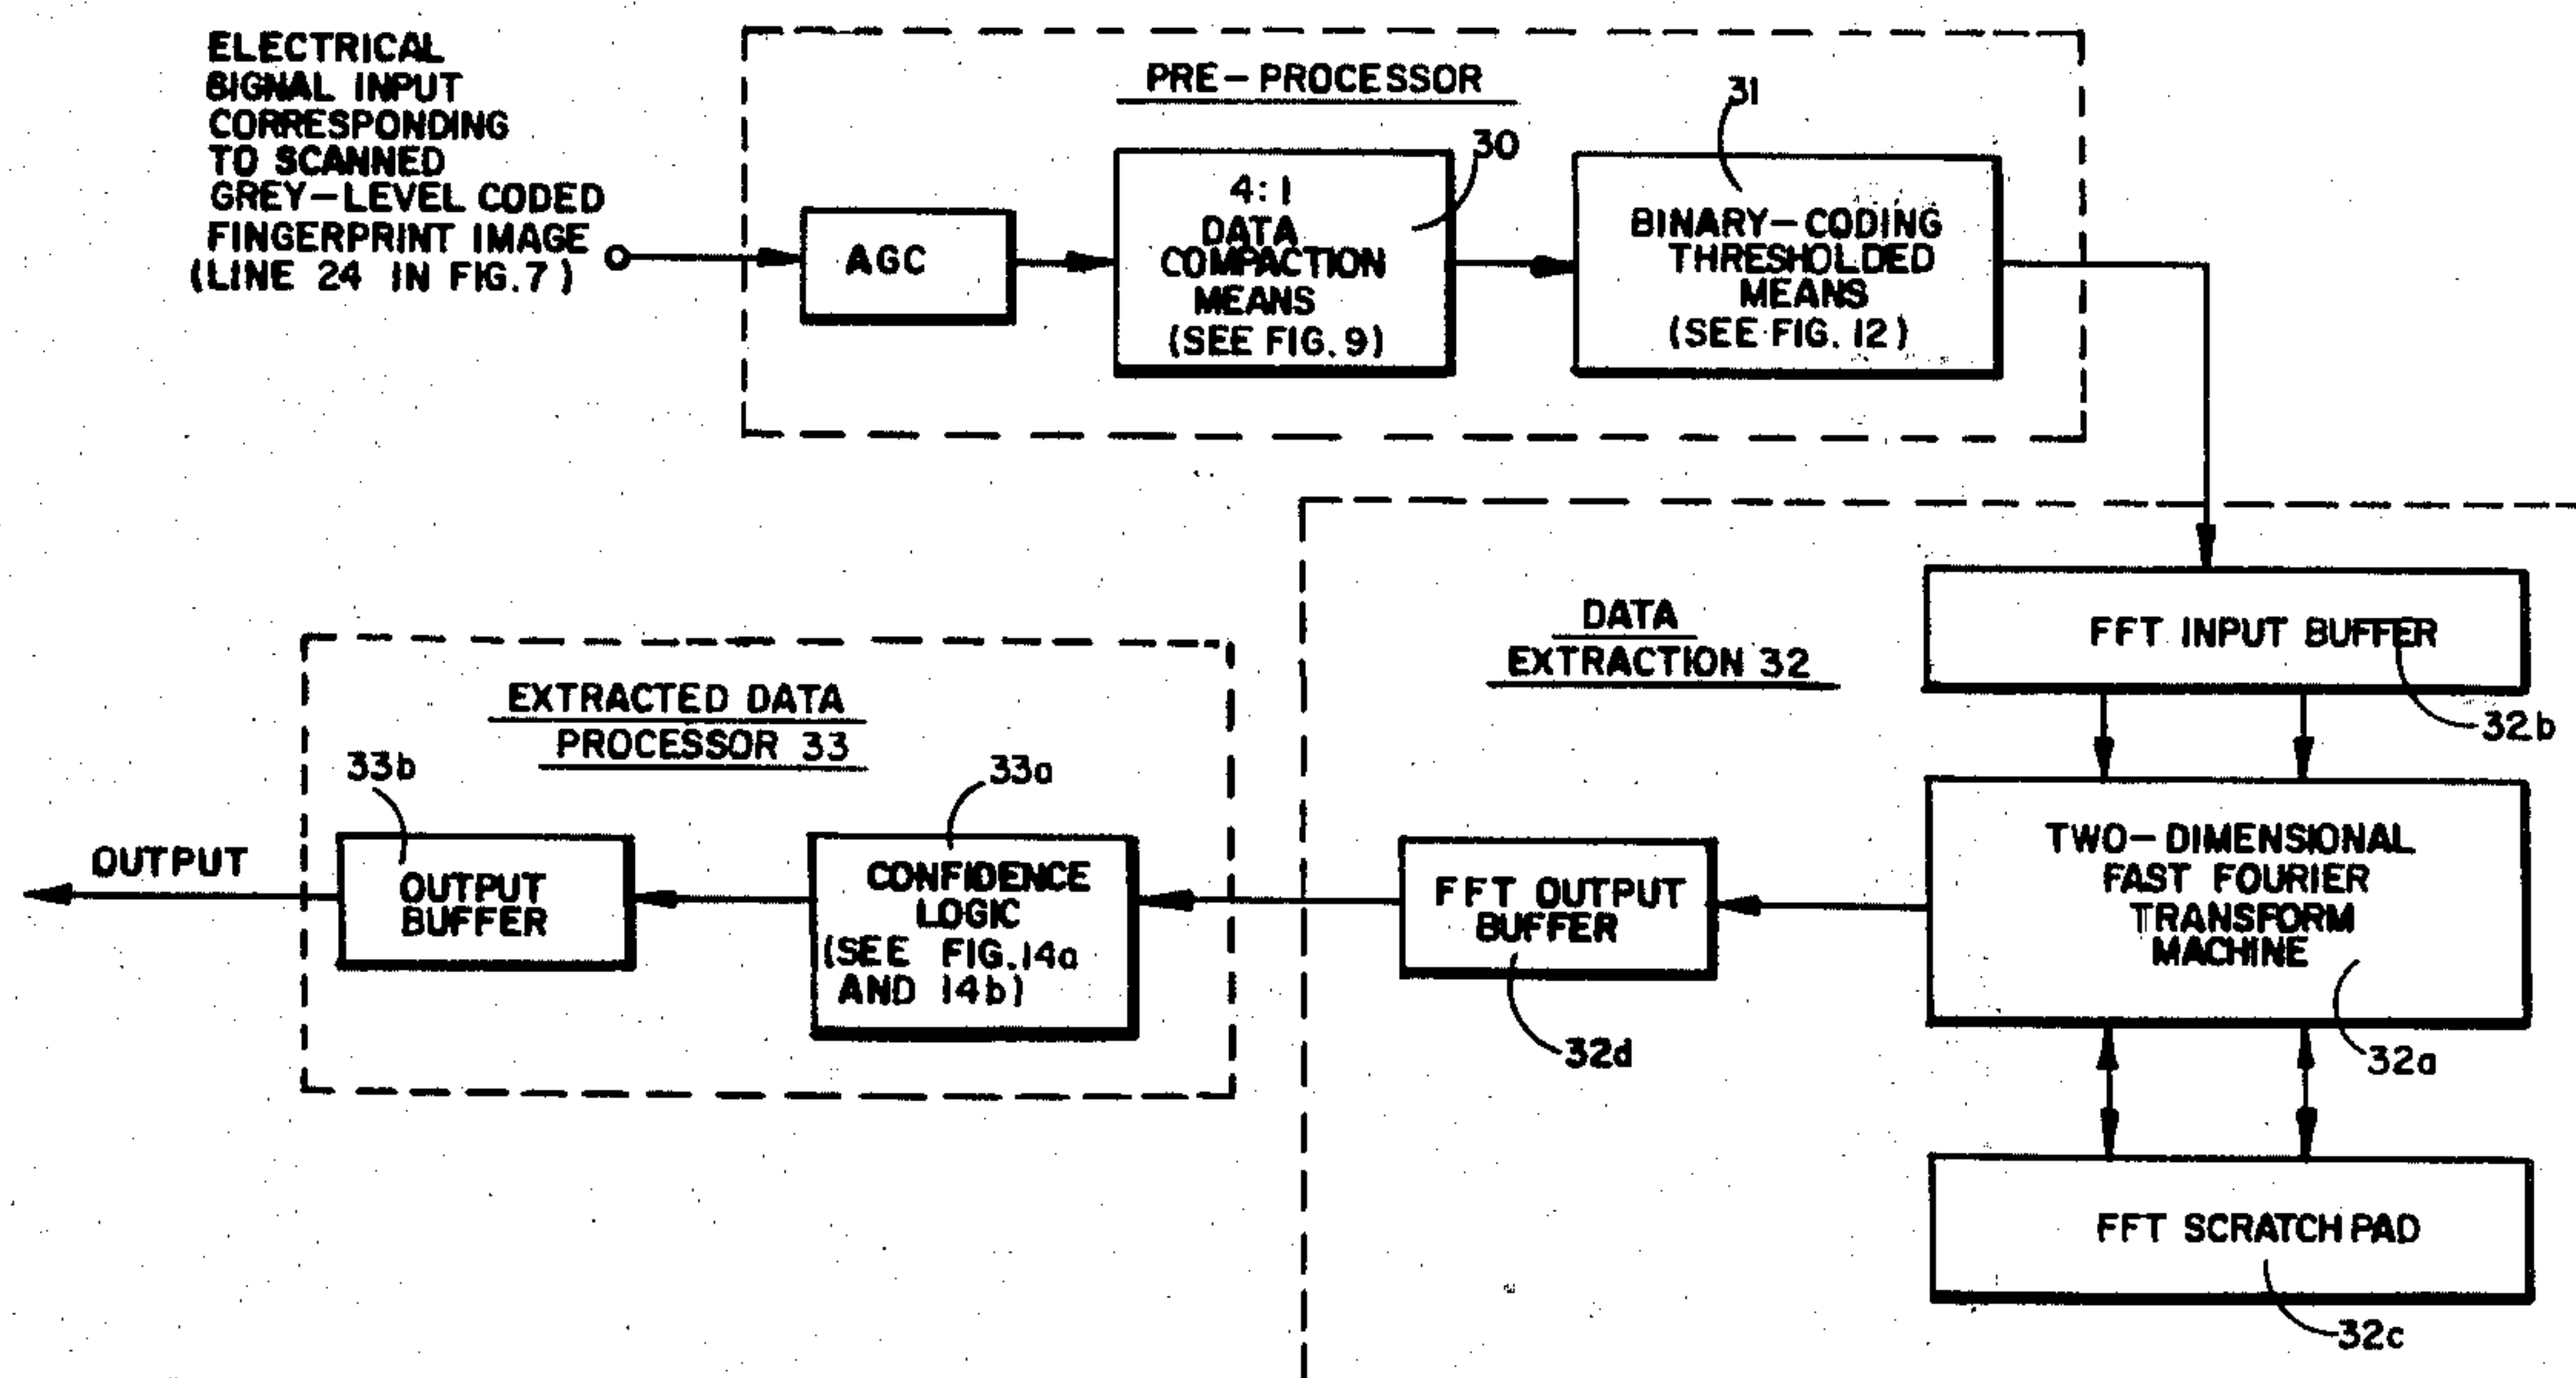 ELECTRICAL
SIGNAL INPUT
CORRESPONDING
TO SCANNED
GREY-LEVEL CODED
FINGERPRINT IMAGE
(LINE 24 IN FIG.7)
PRE-PROCESSOR
AGC
30
4:1
DATA
COMPACTION
MEANS
(SEE FIG. 9)
31
BINARY-CODING
THRESHOLDED
MEANS
(SEE FIG. 12)
DATA
EXTRACTION 32
FFT INPUT BUFFER
32b
TWO-DIMENSIONAL
FAST FOURIER
TRANSFORM
MACHINE
32a
FFT SCRATCH PAD
32c
FFT OUTPUT
BUFFER
32d
EXTRACTED DATA
PROCESSOR 33
33a
CONFIDENCE
LOGIC
(SEE FIG.14a
AND 14b)
33b
OUTPUT
BUFFER
OUTPUT